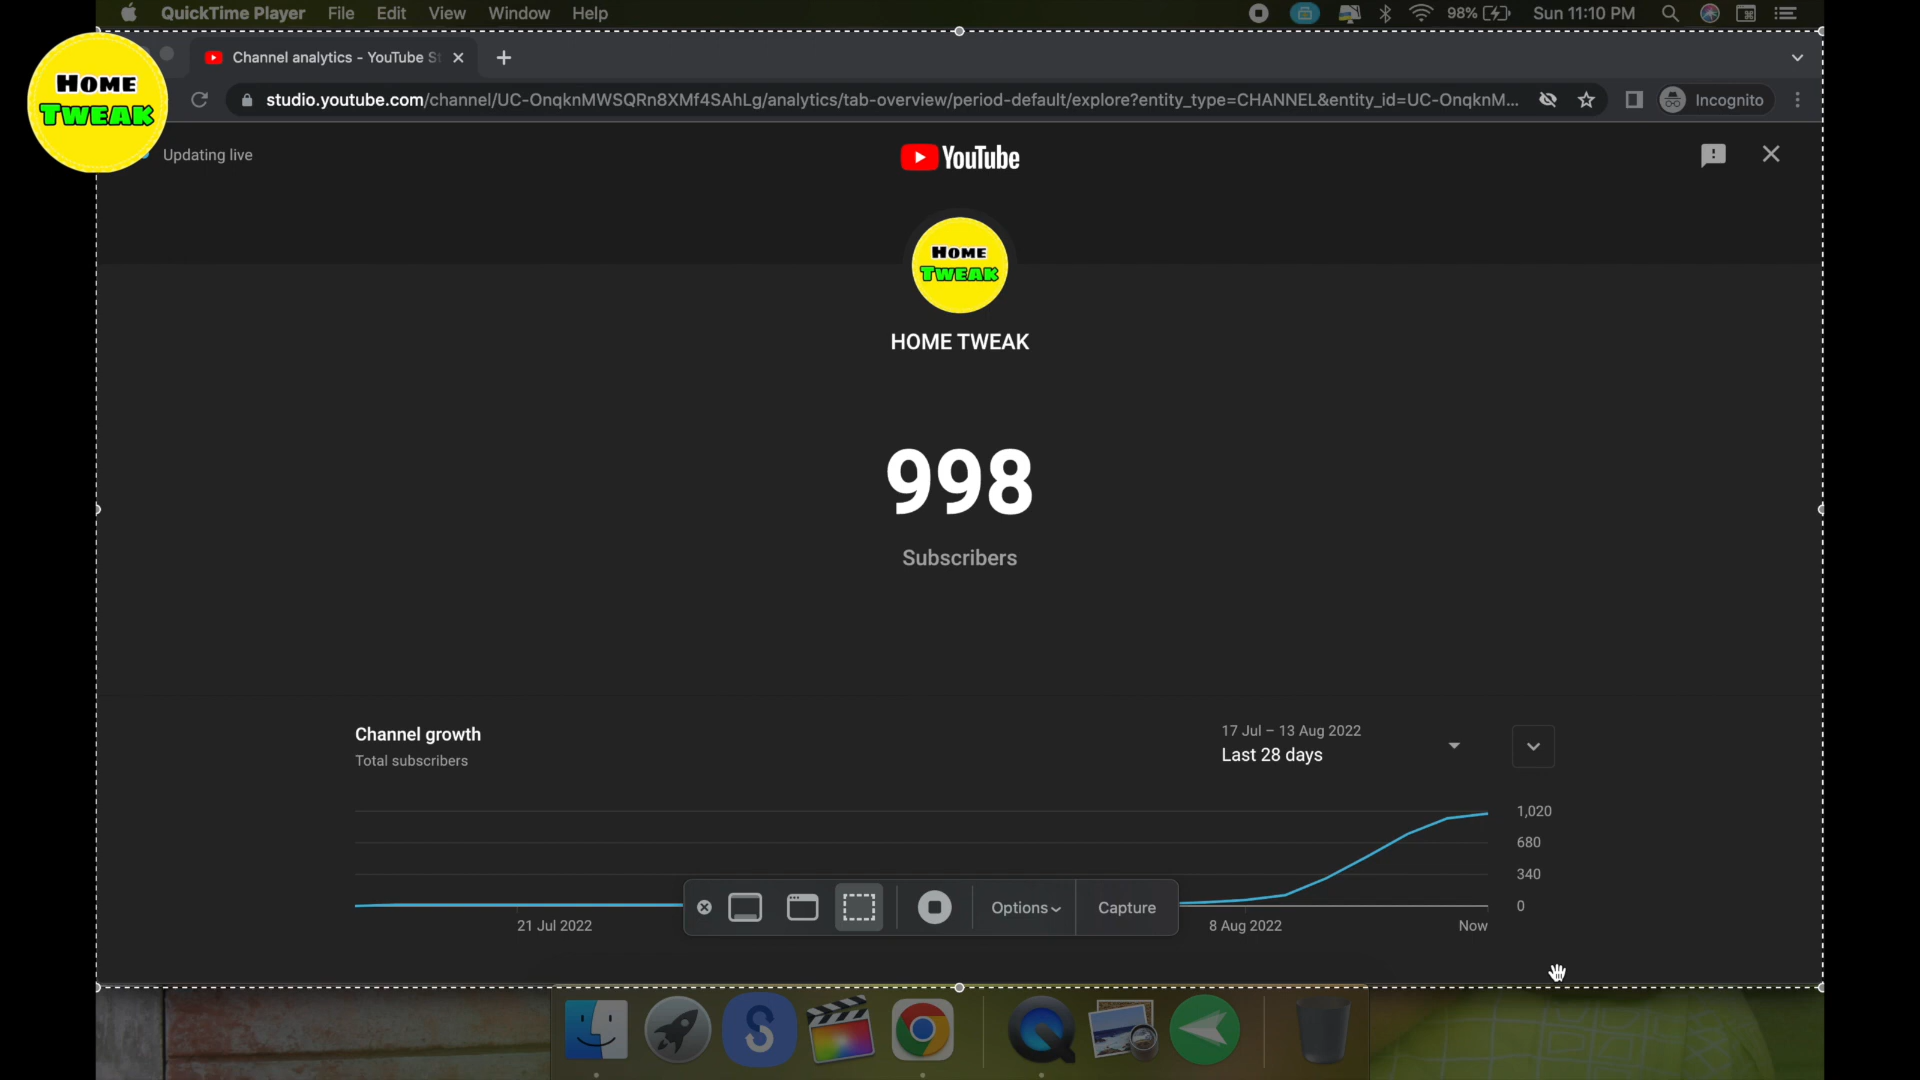 QuickTime Player File Edit View Window Help 98% Sun 11:10 PM
HOME
TWEAK
Channel analytics - YouTube St
studio.youtube.com/channel/UC-OnqknMWSQRn8XMf4SAhLg/analytics/tab-overview/period-default/explore?entity_type=CHANNEL&entity_id=UC-OnqknM... Incognito
Updating live
YouTube
HOME
TWEAK
HOME TWEAK
998
Subscribers
Channel growth
Total subscribers
17 Jul – 13 Aug 2022
Last 28 days
1,020
680
340
0
21 Jul 2022
8 Aug 2022
Now
Options
Capture